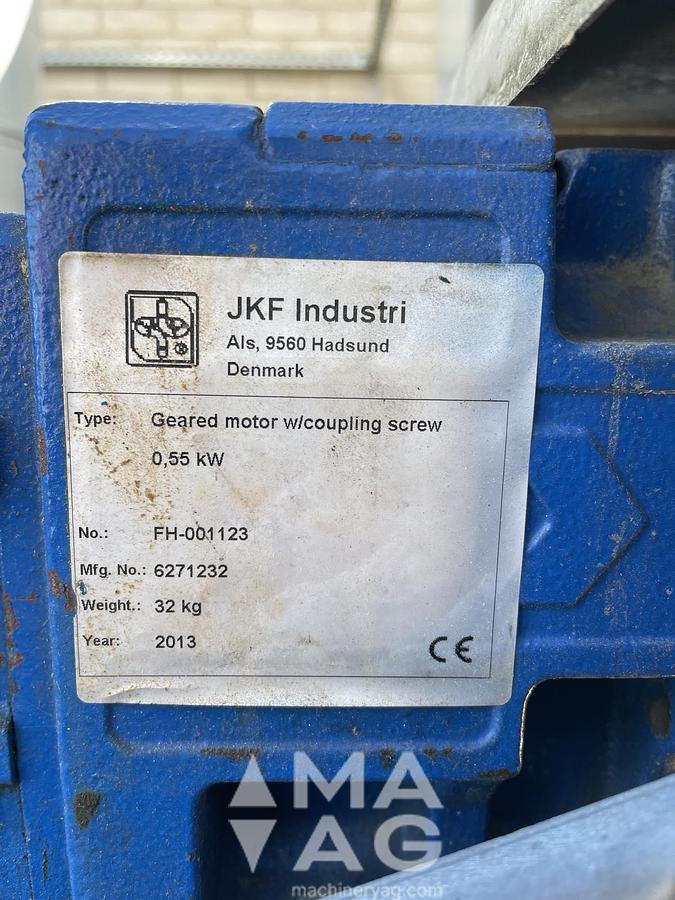 JKF Industri
Als, 9560 Hadsund
Denmark
Type: Geared motor w/coupling screw
0,55 kW
No.: FH-001123
Mfg. No.: 6271232
Weight.: 32 kg
Year: 2013
CE
MA
AG
machineryag.com